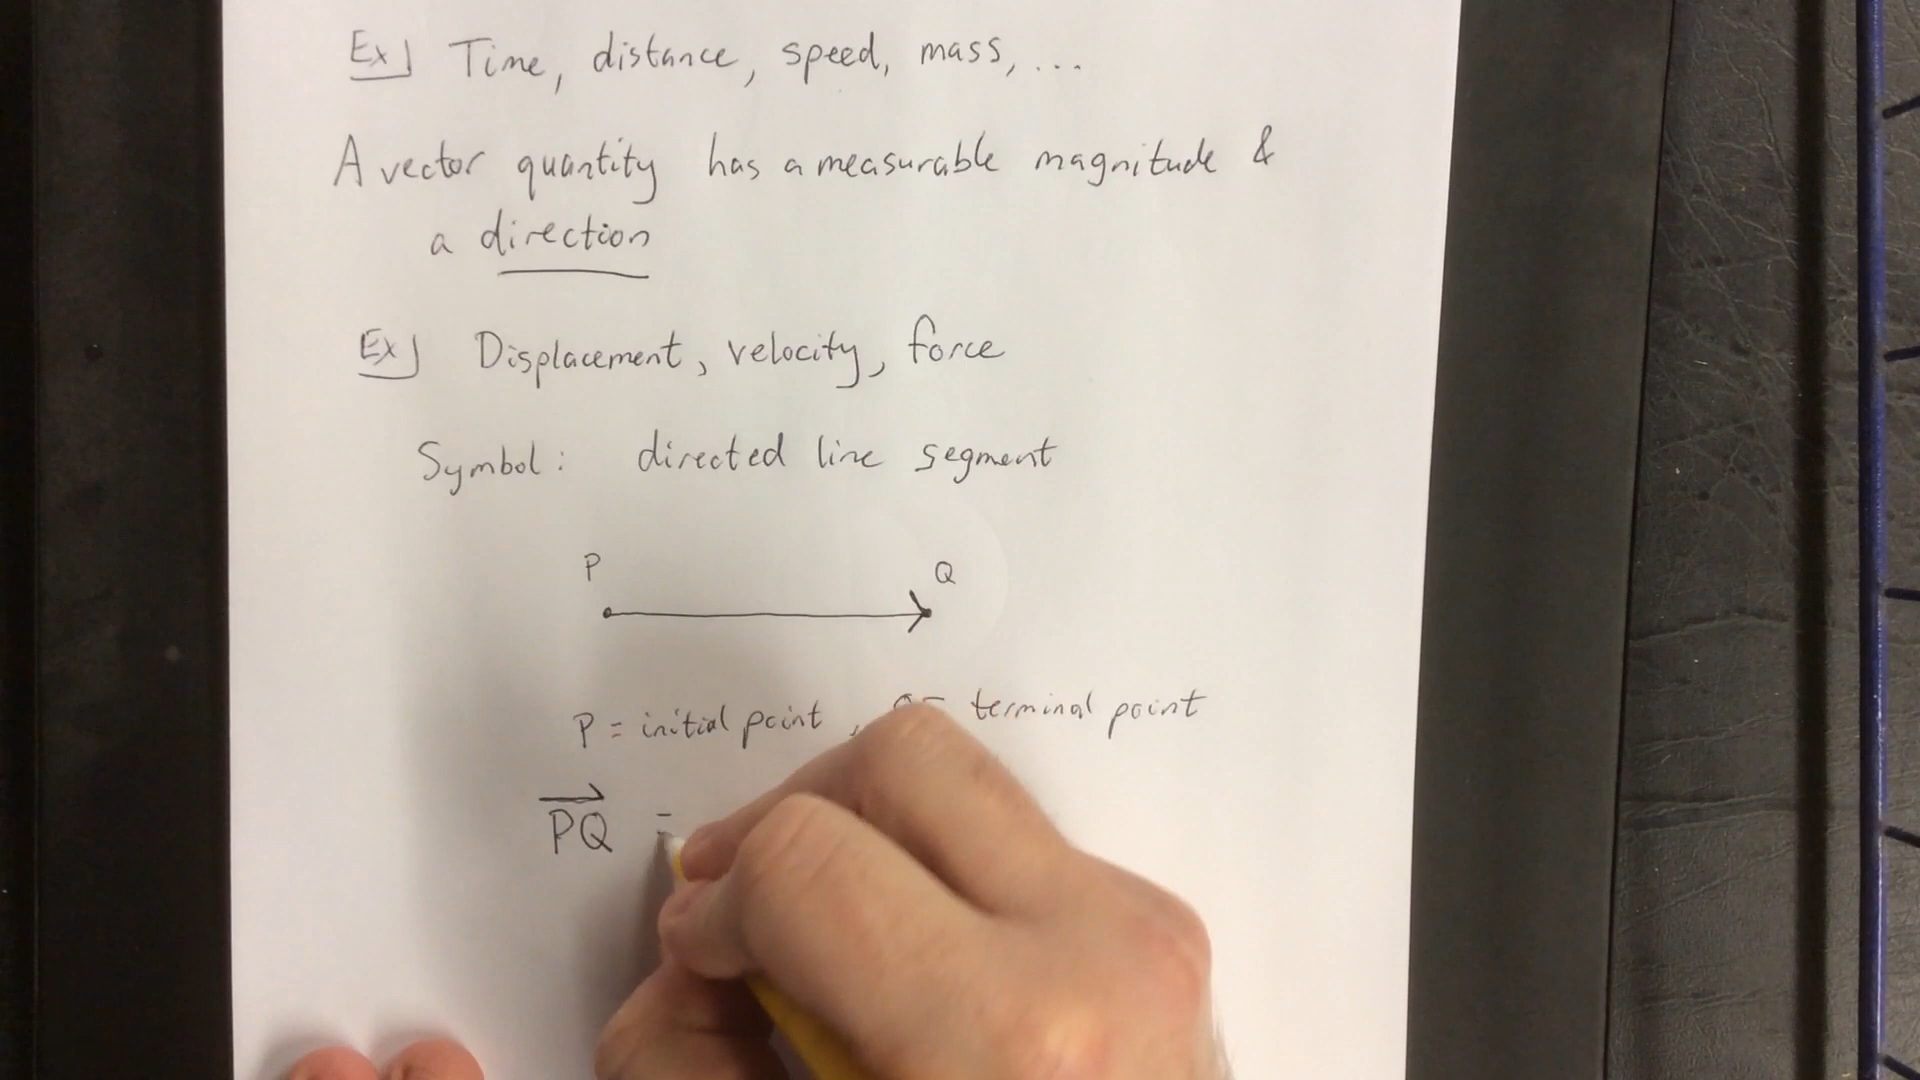 Ex] Time, distance, speed, mass, ...
A vector quantity has a measurable magnitude &
a direction
Ex] Displacement, velocity, force
Symbol: directed line segment
P Q
P = initial point, terminal point
PQ =